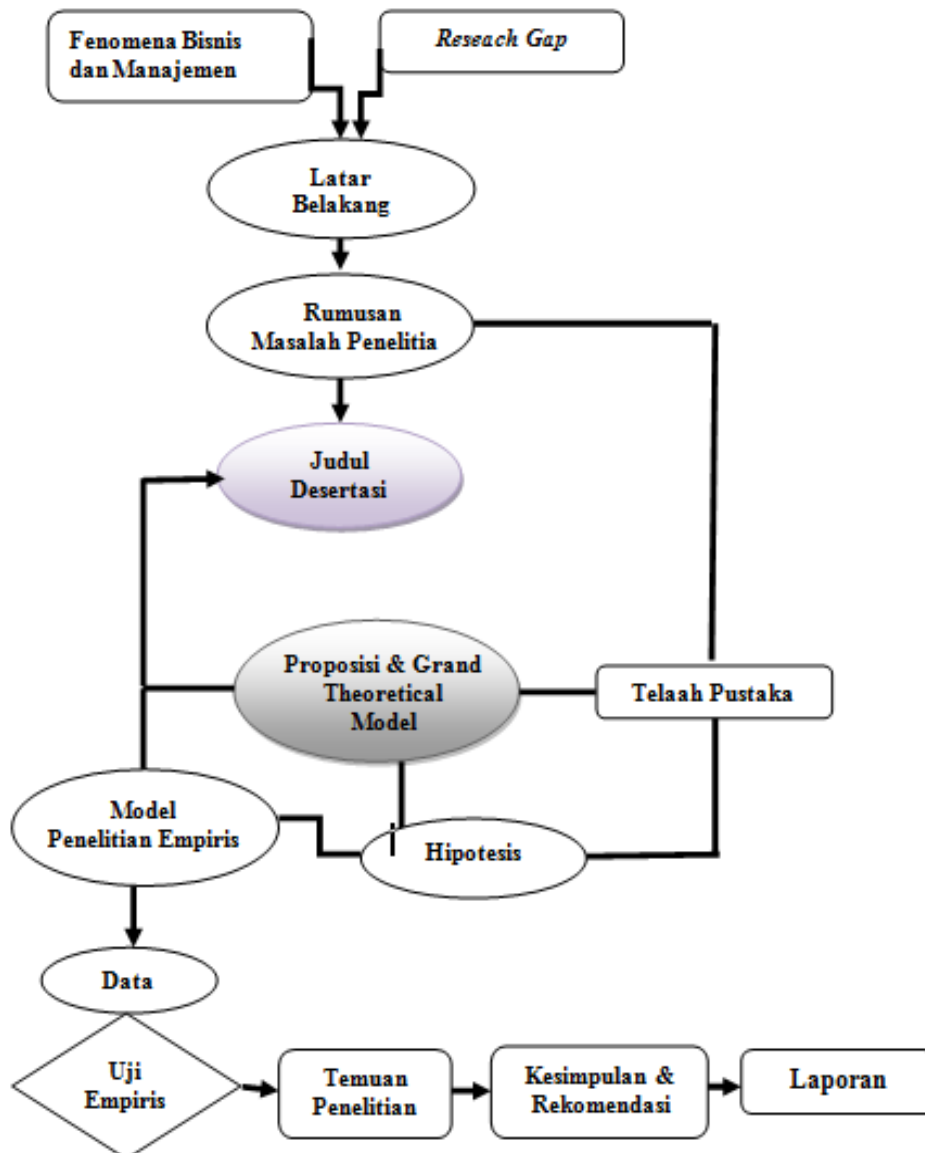 Fenomena Bisnis
dan Manajemen
Reseach Gap
Latar
Belakang
Rumusan
Masalah Penelitia
Judul
Desertasi
Proposisi & Grand
Theoretical
Model
Telaah Pustaka
Model
Penelitian Empiris
Hipotesis
Data
Uji
Empiris
Temuan
Penelitian
Kesimpulan &
Rekomendasi
Laporan